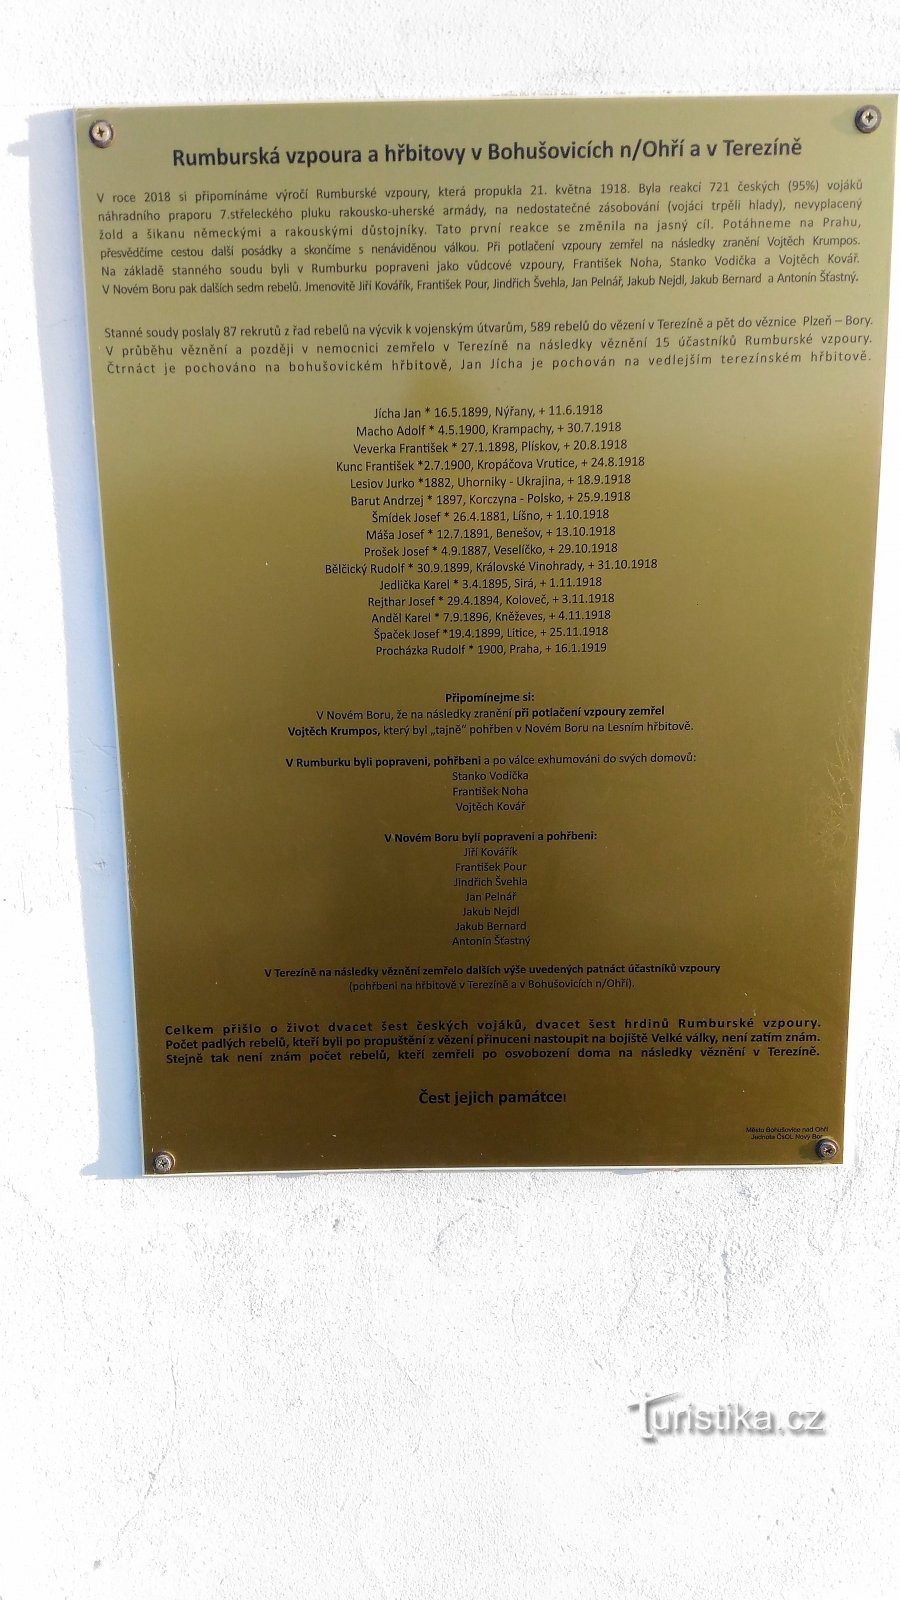 Rumburská vzpoura a hřbitovy v Bohušovicích n/Ohří a v Terezíně
V roce 2018 si připomínáme výročí Rumburské vzpoury, která propukla 21. května 1918. Byla reakcí 721 českých (95%) vojáků
náhradního praporu 7.střeleckého pluku rakousko-uherské armády, na nedostatečné zásobování (vojáci trpěli hlady), nevyplacený
žold a šikanu německými a rakouskými důstojníky. Tato první reakce se změnila na jasný cíl. Potáhneme na Prahu,
přesvědčíme cestou další posádky a skončíme s nenáviděnou válkou. Při potlačení vzpoury zemřel na následky zranění Vojtěch Krumpos.
Na základě stanného soudu byli v Rumburku popraveni jako vůdcové vzpoury, František Noha, Stanko Vodička a Vojtěch Kovář.
V Novém Boru pak dalších sedm rebelů. Jmenovitě Jiří Kovářík, František Pour, Jindřich Švehla, Jan Pelnář, Jakub Nejdl, Jakub Bernard a Antonín Šťastný.
Stanné soudy poslaly 87 rekrutů z řad rebelů na výcvik k vojenským útvarům, 589 rebelů do vězení v Terezíně a pět do věznice Plzeň – Bory.
V průběhu věznění a později v nemocnici zemřelo v Terezíně na následky věznění 15 účastníků Rumburské vzpoury.
Čtrnáct je pochováno na bohušovickém hřbitově, Jan Jícha je pochován na vedlejším terezínském hřbitově.
Jícha Jan * 16.5.1899, Nýřany, + 11.6.1918
Macho Adolf * 4.5.1900, Krampachy, + 30.7.1918
Veverka František * 27.1.1898, Plískov, + 20.8.1918
Kunc František *2.7.1900, Kropáčova Vrutice, + 24.8.1918
Lesiov Jurko *1882, Uhorniky - Ukrajina, + 18.9.1918
Barut Andrzej * 1897, Korczyna - Polsko, + 25.9.1918
Šmídek Josef * 26.4.1881, Líšno, + 1.10.1918
Máša Josef * 12.7.1891, Benešov, + 13.10.1918
Prošek Josef * 4.9.1887, Veselíčko, + 29.10.1918
Bělčický Rudolf * 30.9.1899, Královské Vinohrady, + 31.10.1918
Jedlička Karel * 3.4.1895, Sirá, + 1.11.1918
Rejthar Josef * 29.4.1894, Koloveč, + 3.11.1918
Anděl Karel * 7.9.1896, Kněževes, + 4.11.1918
Špaček Josef *19.4.1899, Litice, + 25.11.1918
Procházka Rudolf * 1900, Praha, + 16.1.1919
Připomínejme si:
V Novém Boru, že na následky zranění při potlačení vzpoury zemřel
Vojtěch Krumpos, který byl „tajně“ pohřben v Novém Boru na Lesním hřbitově.
V Rumburku byli popraveni, pohřbeni a po válce exhumováni do svých domovů:
Stanko Vodička
František Noha
Vojtěch Kovář
V Novém Boru byli popraveni a pohřbeni:
Jiří Kovářík
František Pour
Jindřich Švehla
Jan Pelnář
Jakub Nejdl
Jakub Bernard
Antonín Šťastný
V Terezíně na následky věznění zemřelo dalších výše uvedených patnáct účastníků vzpoury
(pohřbeni na hřbitově v Terezíně a v Bohušovicích n/Ohří).
Celkem přišlo o život dvacet šest českých vojáků, dvacet šest hrdinů Rumburské vzpoury.
Počet padlých rebelů, kteří byli po propuštění z vězení přinuceni nastoupit na bojiště Velké války, není zatím znám.
Stejně tak není znám počet rebelů, kteří zemřeli po osvobození doma na následky věznění v Terezíně.
Čest jejich památce!
Město Bohušovice nad Ohří
Jednota ČsOL Nový Bor
Turistika.cz